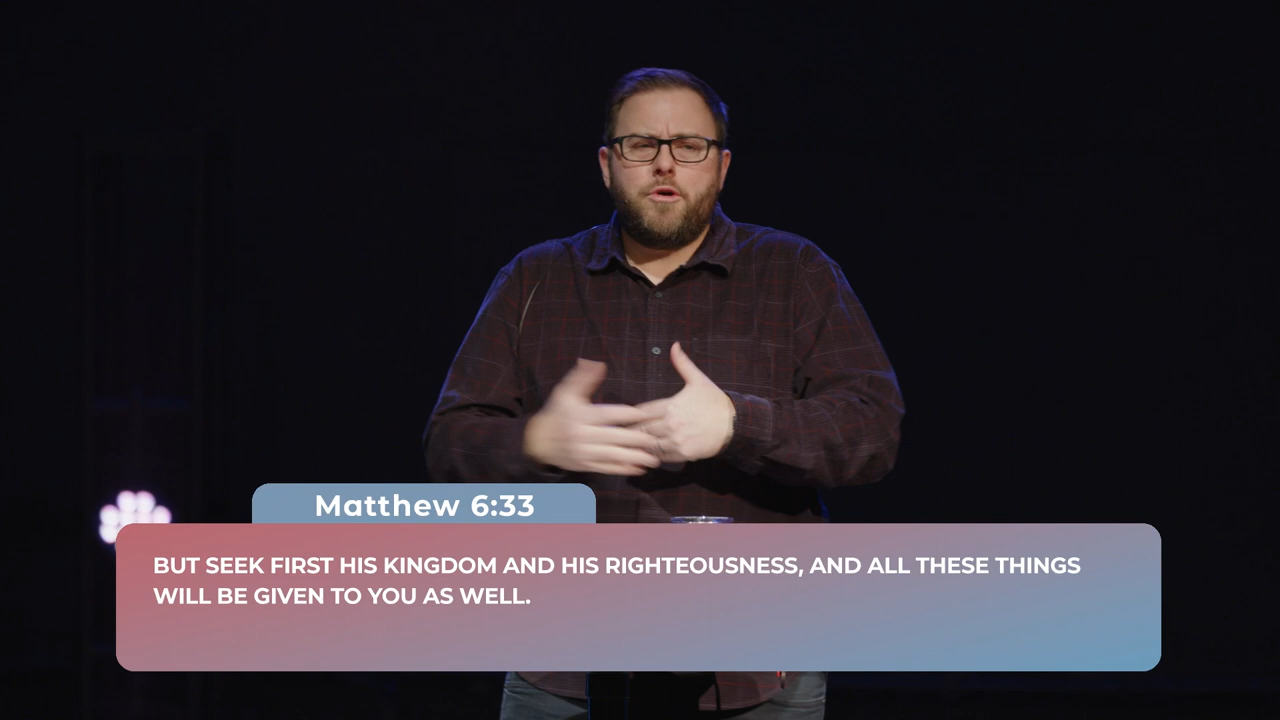 Matthew 6:33
BUT SEEK FIRST HIS KINGDOM AND HIS RIGHTEOUSNESS, AND ALL THESE THINGS
WILL BE GIVEN TO YOU AS WELL.